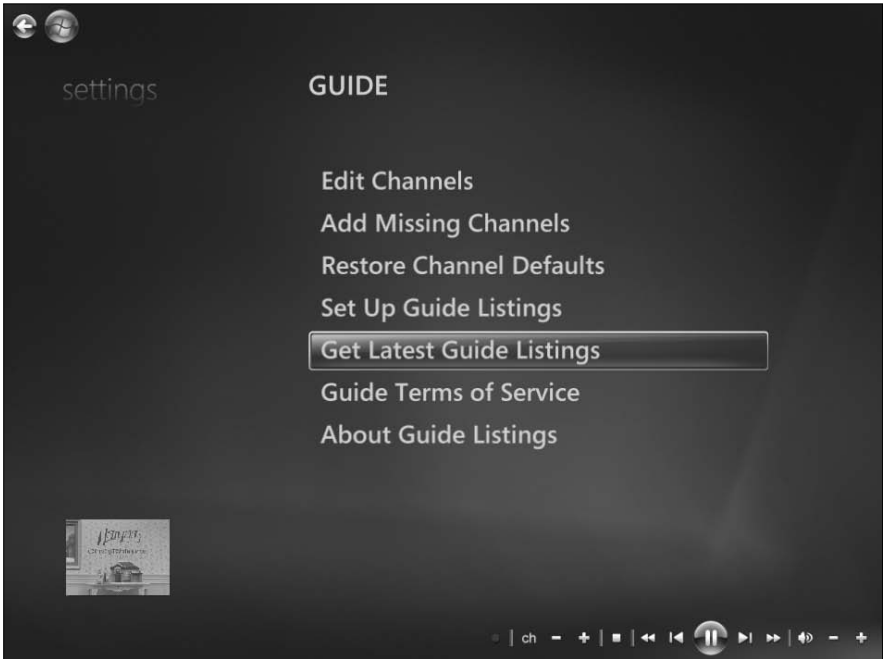 settings
GUIDE
Edit Channels
Add Missing Channels
Restore Channel Defaults
Set Up Guide Listings
Get Latest Guide Listings
Guide Terms of Service
About Guide Listings
ch - +
- +